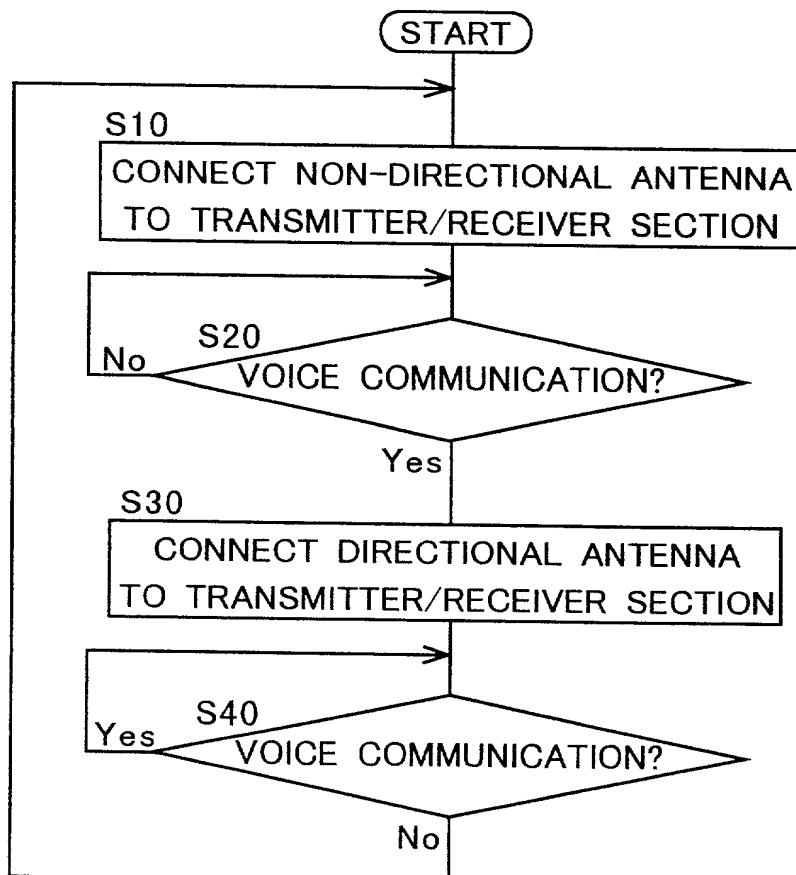 START
S10
CONNECT NON-DIRECTIONAL ANTENNA
TO TRANSMITTER/RECEIVER SECTION
S20
No
VOICE COMMUNICATION?
Yes
S30
CONNECT DIRECTIONAL ANTENNA
TO TRANSMITTER/RECEIVER SECTION
S40
Yes
VOICE COMMUNICATION?
No